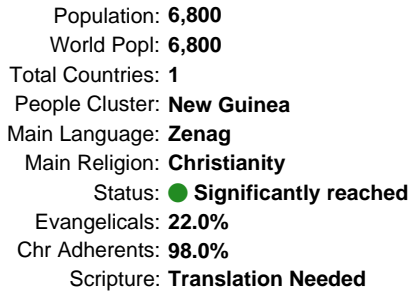 Population: 6,800
World Popl: 6,800
Total Countries: 1
People Cluster: New Guinea
Main Language: Zenag
Main Religion: Christianity
Status: Significantly reached
Evangelicals: 22.0%
Chr Adherents: 98.0%
Scripture: Translation Needed